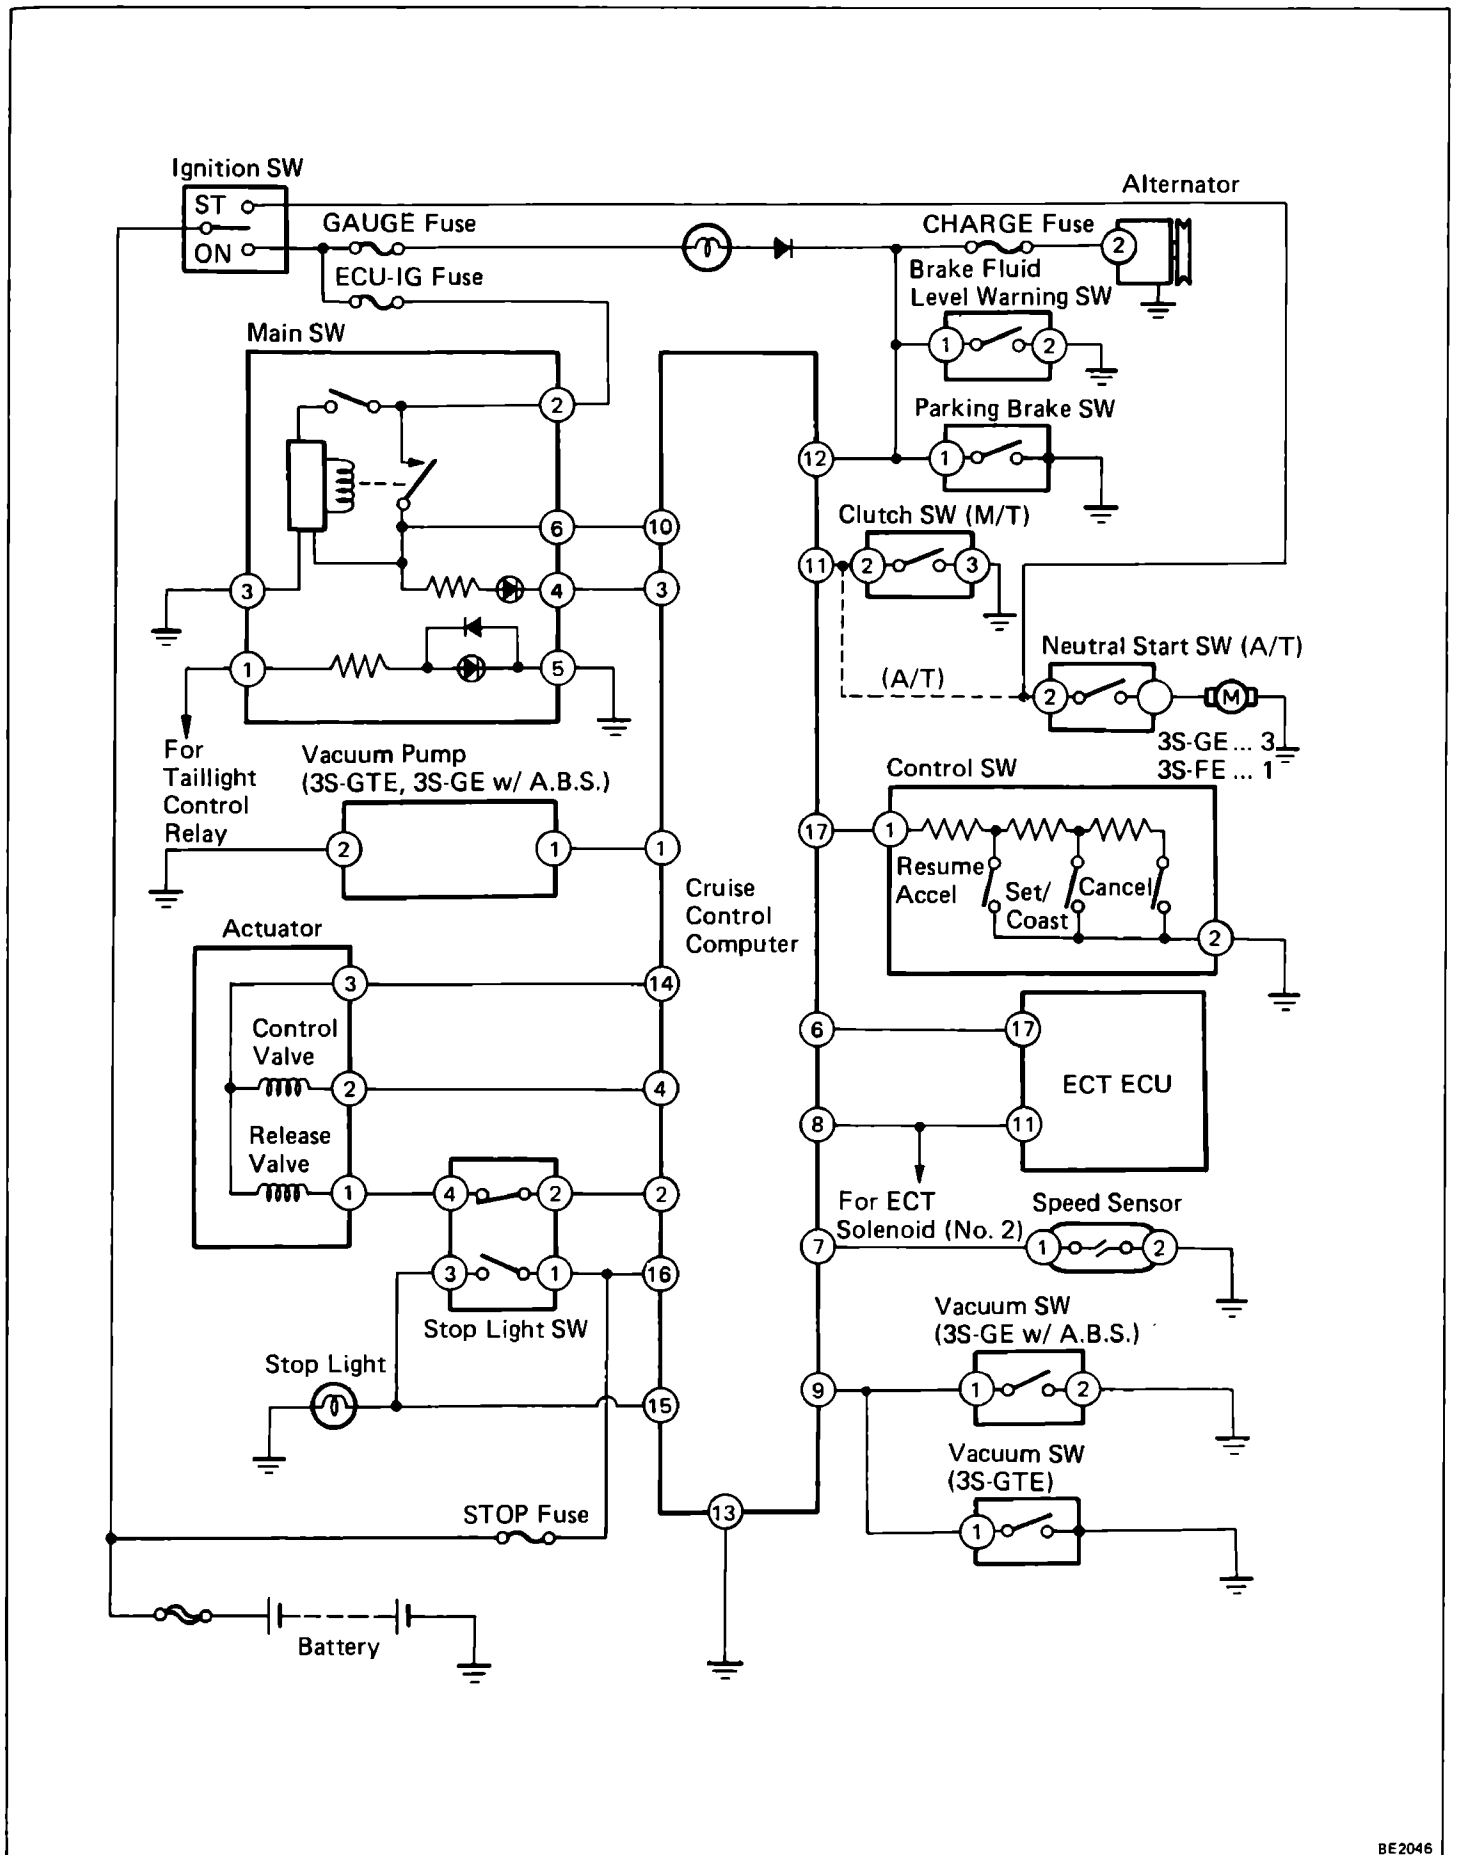 Ignition SW
ST
ON
GAUGE Fuse
ECU-IG Fuse
Alternator
CHARGE Fuse
2
Brake Fluid
Level Warning SW
1 2
Main SW
2
Parking Brake SW
12 1
6 10
Clutch SW (M/T)
11 2 3
3 4 3
1 5
Neutral Start SW (A/T)
(A/T)
2 M
3S-GE ... 3
3S-FE ... 1
For
Taillight
Control
Relay
Vacuum Pump
(3S-GTE, 3S-GE w/ A.B.S.)
2 1 1
Control SW
17 1
Resume
Accel
Set/
Coast
Cancel
2
Cruise
Control
Computer
Actuator
3 14
Control
Valve
2 4
Release
Valve
1 4 2 2
3 1 16
Stop Light SW
6 17
ECT ECU
8 11
For ECT
Solenoid (No. 2)
Speed Sensor
7 1 2
Stop Light
15
Vacuum SW
(3S-GE w/ A.B.S.)
9 1 2
Vacuum SW
(3S-GTE)
1
13
STOP Fuse
Battery
BE2046